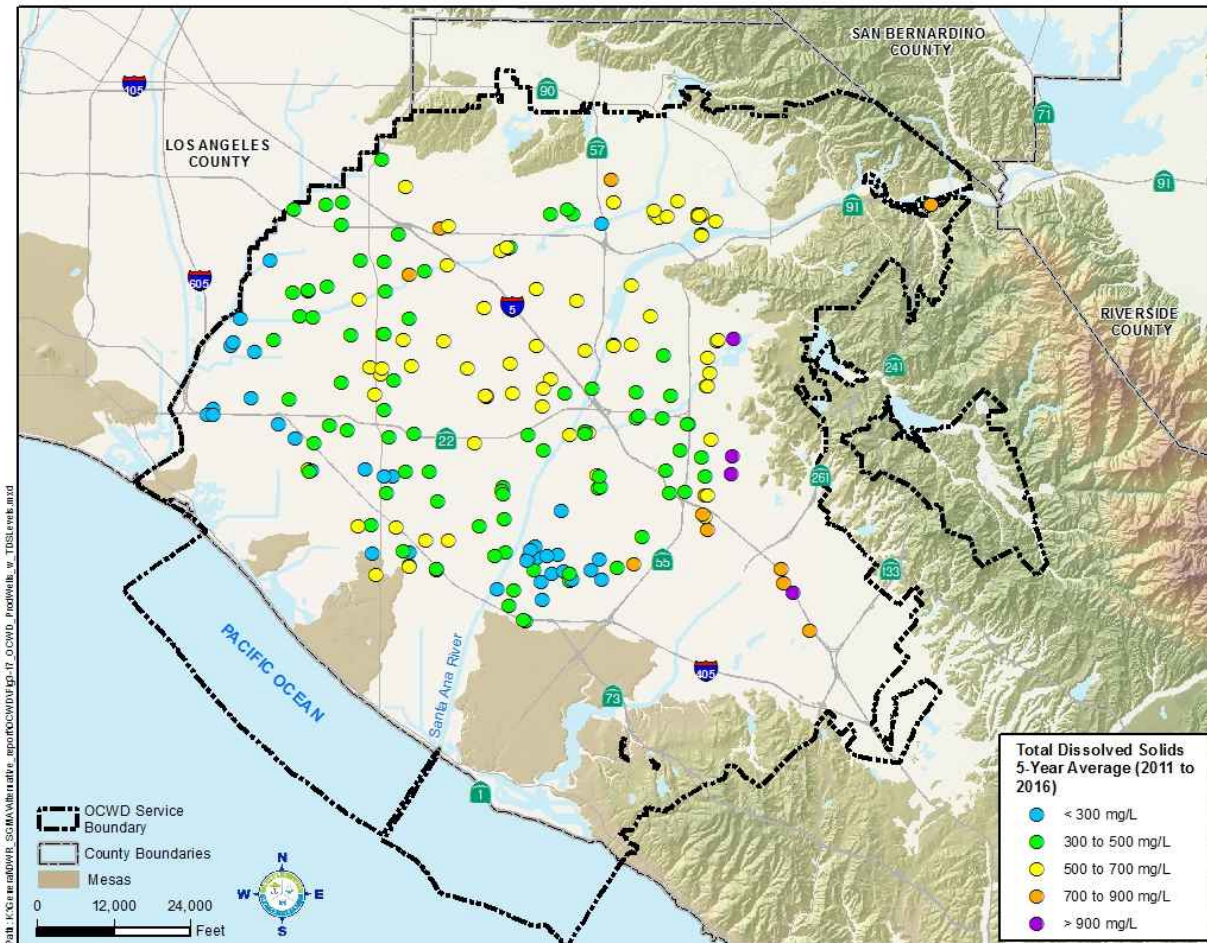 SAN BERNARDINO
COUNTY
405
90
71
LOS ANGELES
COUNTY
57
91
91
605
5
RIVERSIDE
COUNTY
241
22
261
55
133
PACIFIC OCEAN
Santa Ana River
405
73
1
Total Dissolved Solids
5-Year Average (2011 to
2016)
< 300 mg/L
300 to 500 mg/L
500 to 700 mg/L
700 to 900 mg/L
> 900 mg/L
OCWD Service
Boundary
County Boundaries
Mesas
0 12,000 24,000
Feet
N
W E
S